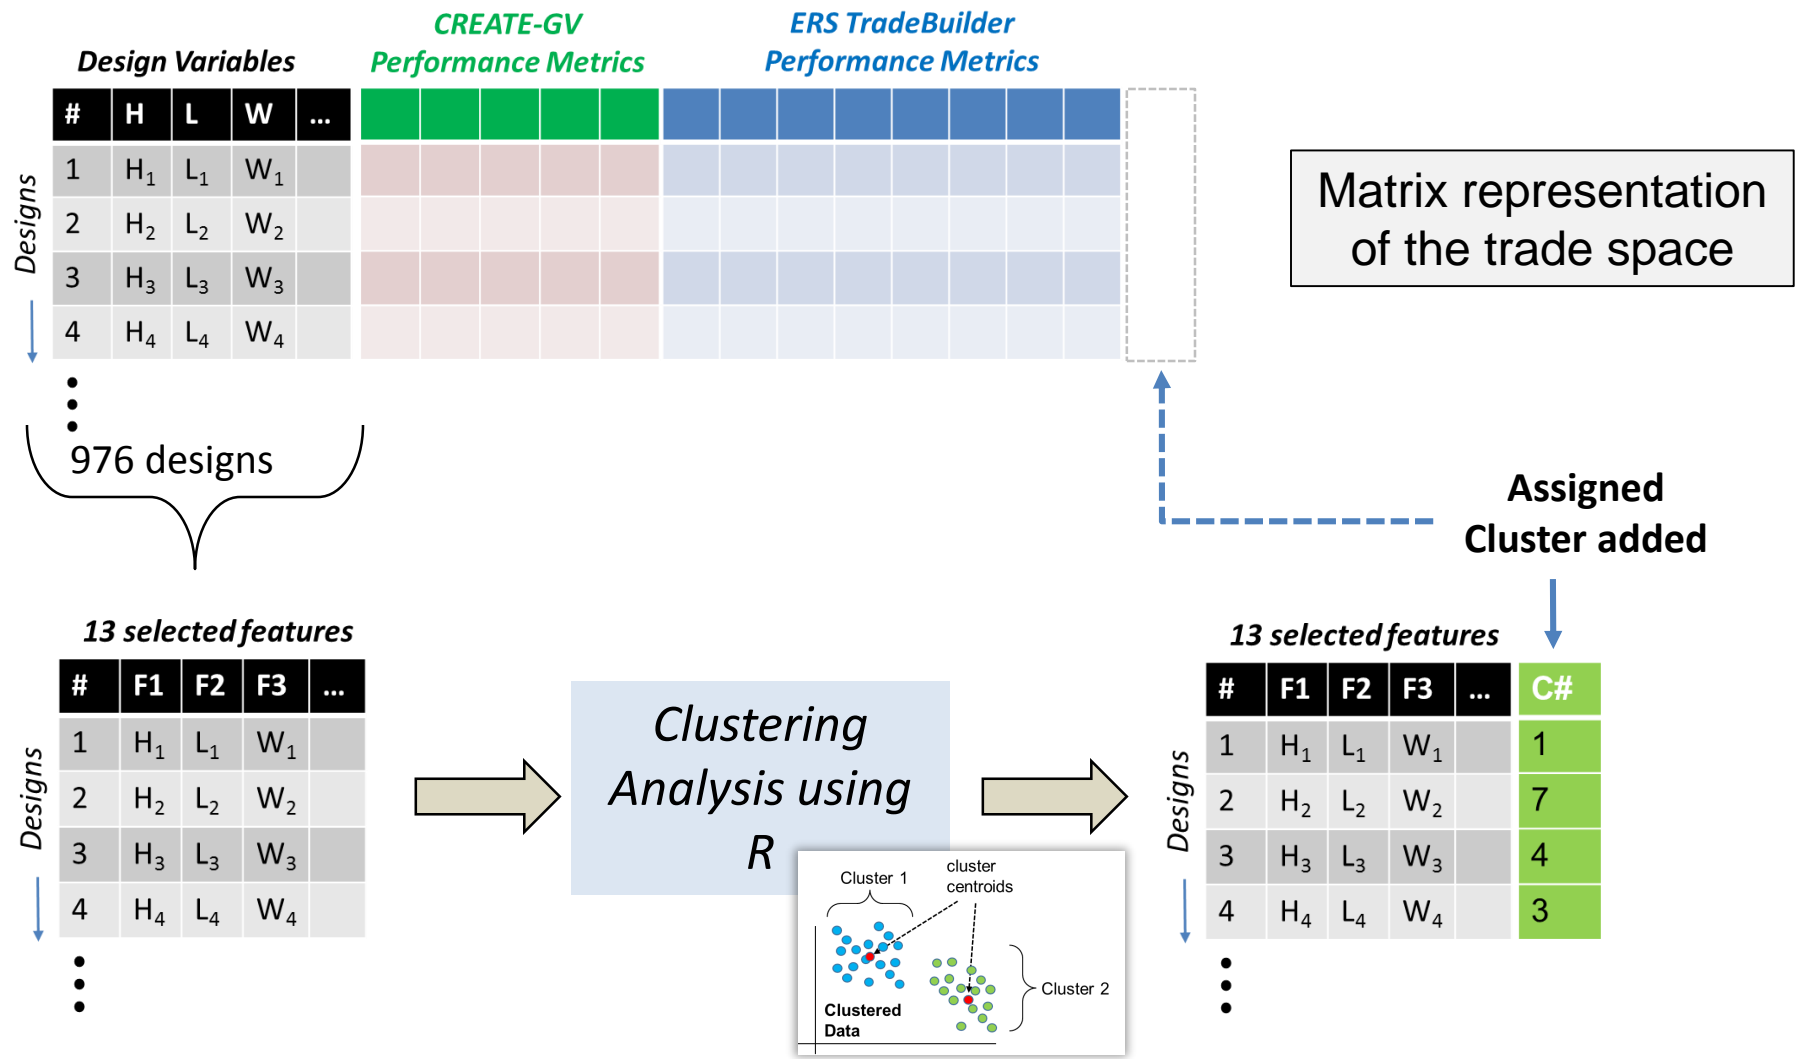 CREATE-GV
Performance Metrics
ERS TradeBuilder
Performance Metrics
Design Variables
# H L W ...
1 H1 L1 W1
2 H2 L2 W2
3 H3 L3 W3
4 H4 L4 W4
Designs
Matrix representation
of the trade space
976 designs
Assigned
Cluster added
13 selected features
# F1 F2 F3 ...
1 H1 L1 W1
2 H2 L2 W2
3 H3 L3 W3
4 H4 L4 W4
Designs
Clustering
Analysis using
R
Cluster 1
cluster
centroids
Cluster 2
Clustered
Data
13 selected features
# F1 F2 F3 ... C#
1 H1 L1 W1 1
2 H2 L2 W2 7
3 H3 L3 W3 4
4 H4 L4 W4 3
Designs